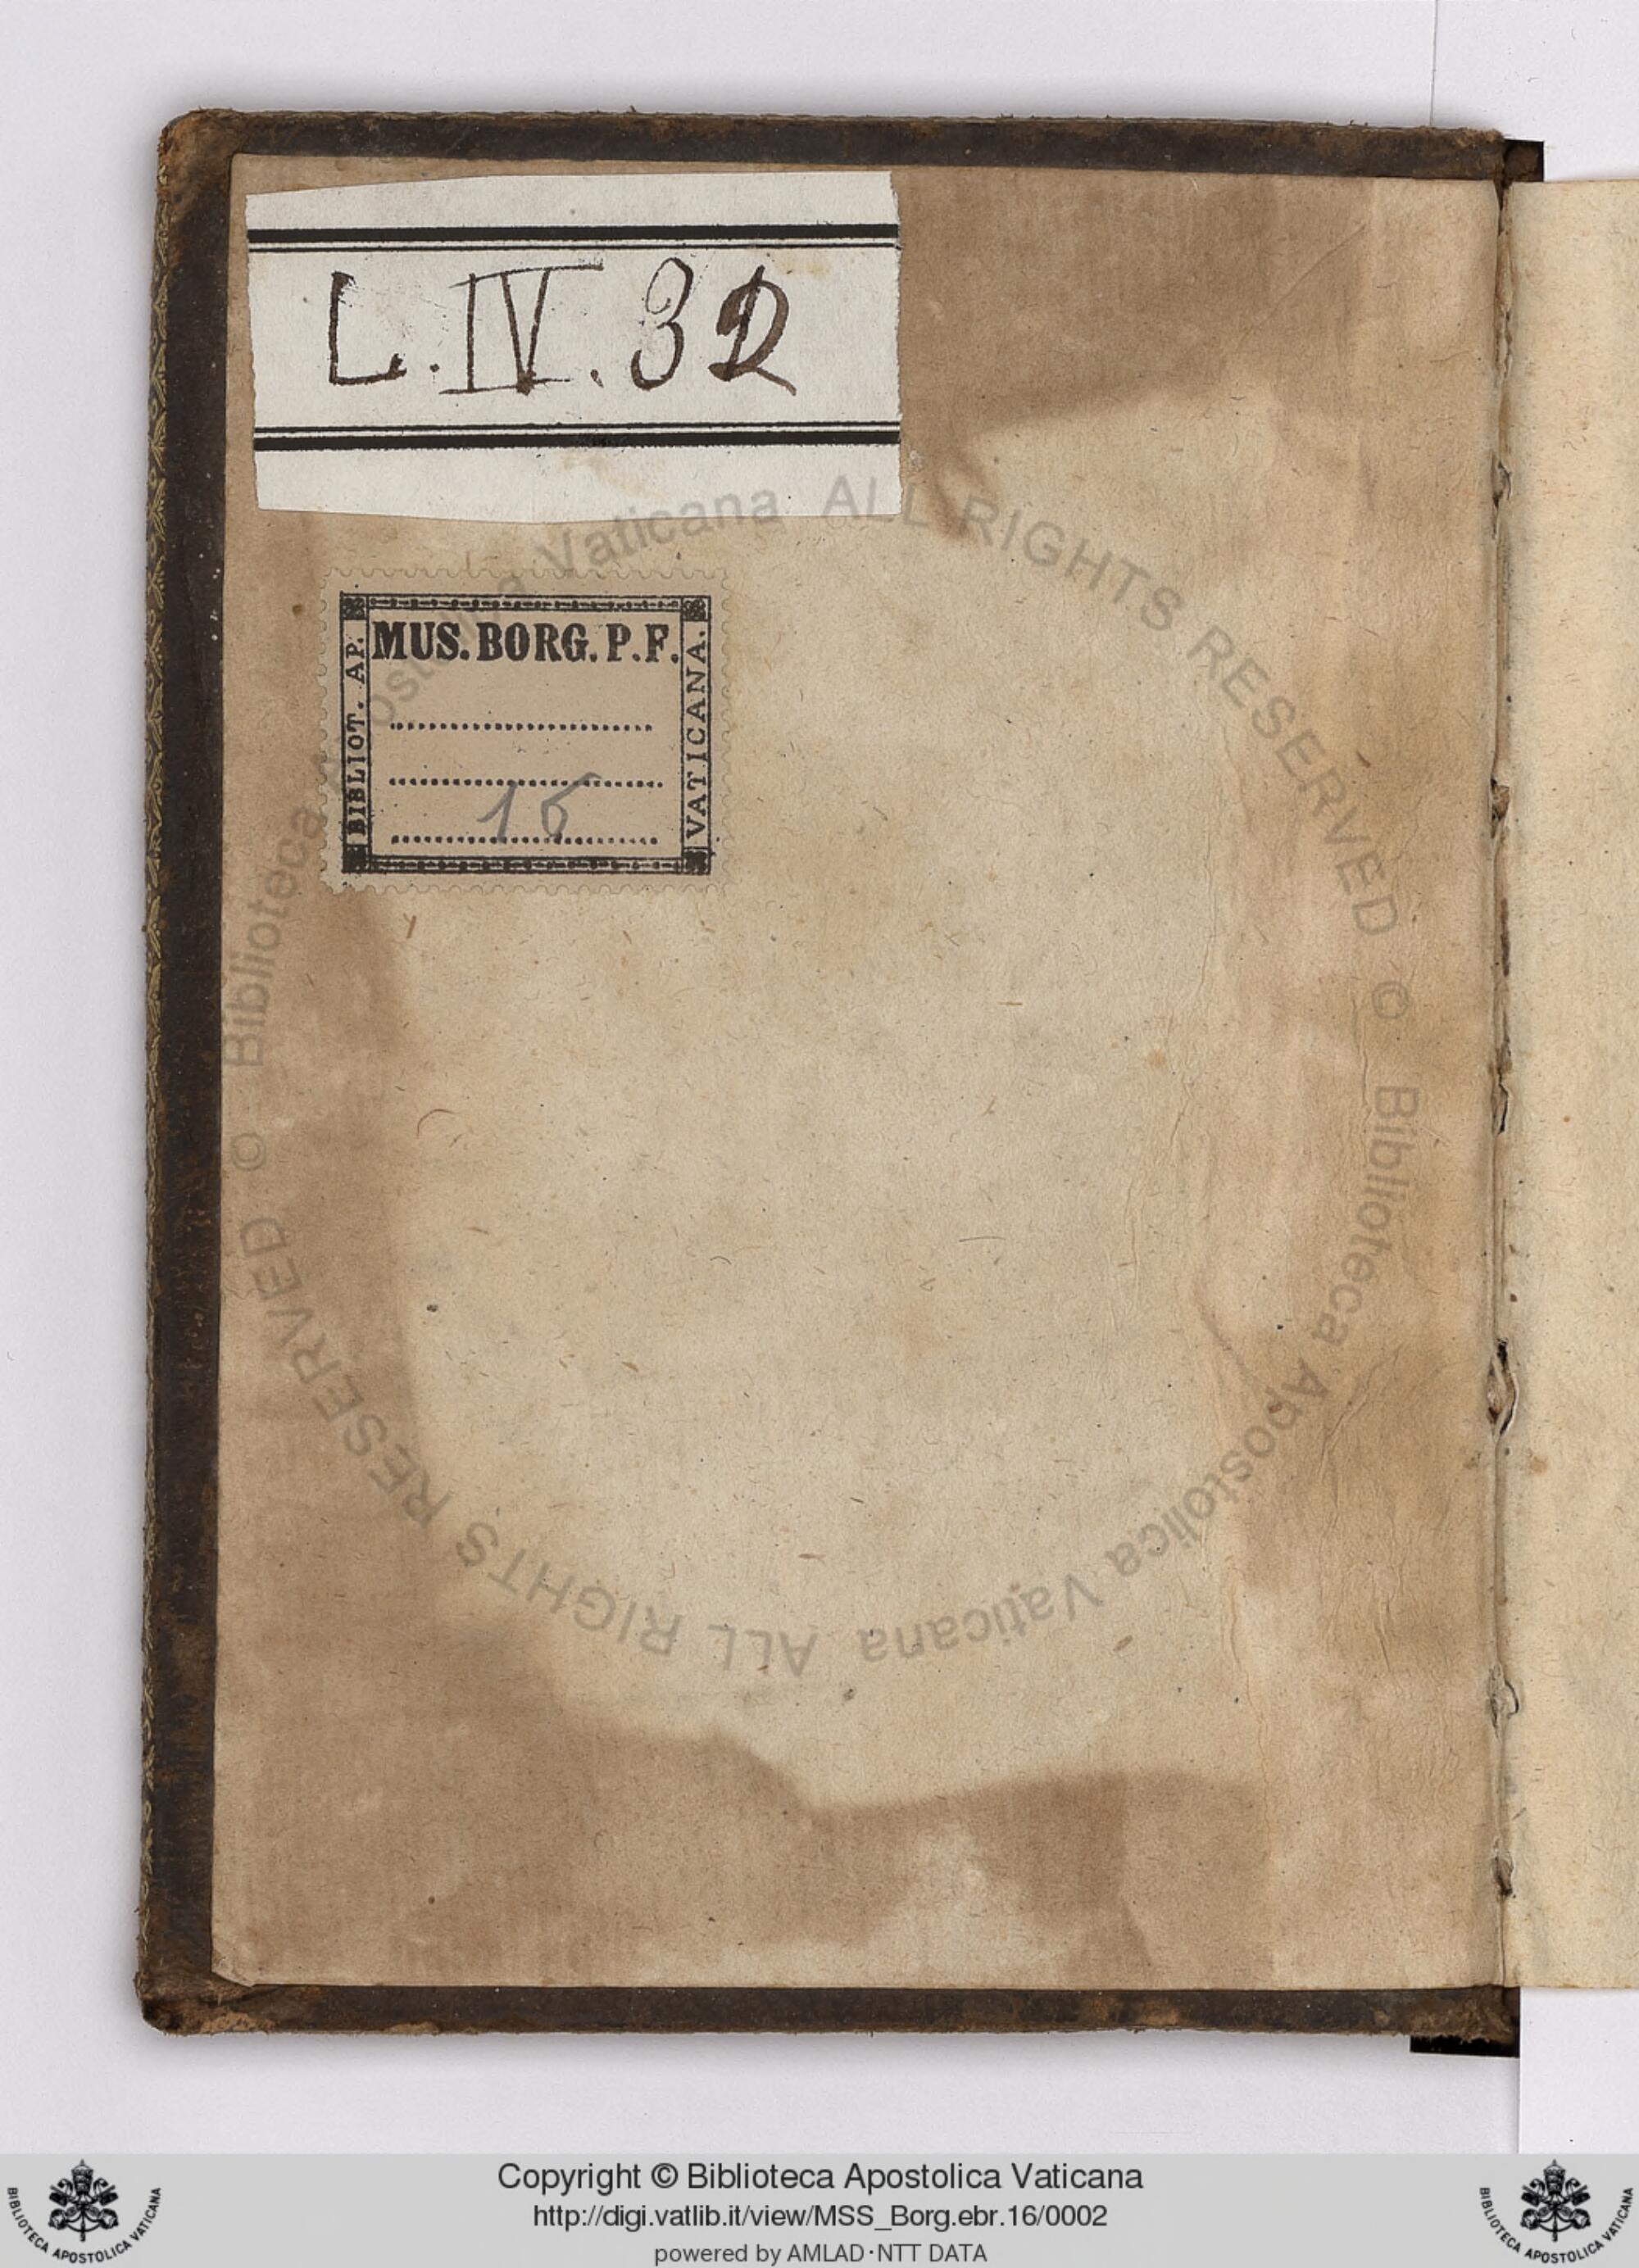 L.IV.32
MUS. BORG. P. F.
BIBLIOT. AP.
VATICANA.
16
© Biblioteca Apostolica Vaticana ALL RIGHTS RESERVED
© Biblioteca Apostolica Vaticana ALL RIGHTS RESERVED
Copyright © Biblioteca Apostolica Vaticana
http://digi.vatlib.it/view/MSS_Borg.ebr.16/0002
powered by AMLAD·NTT DATA
BIBLIOTECA APOSTOLICA VATICANA
BIBLIOTECA APOSTOLICA VATICANA